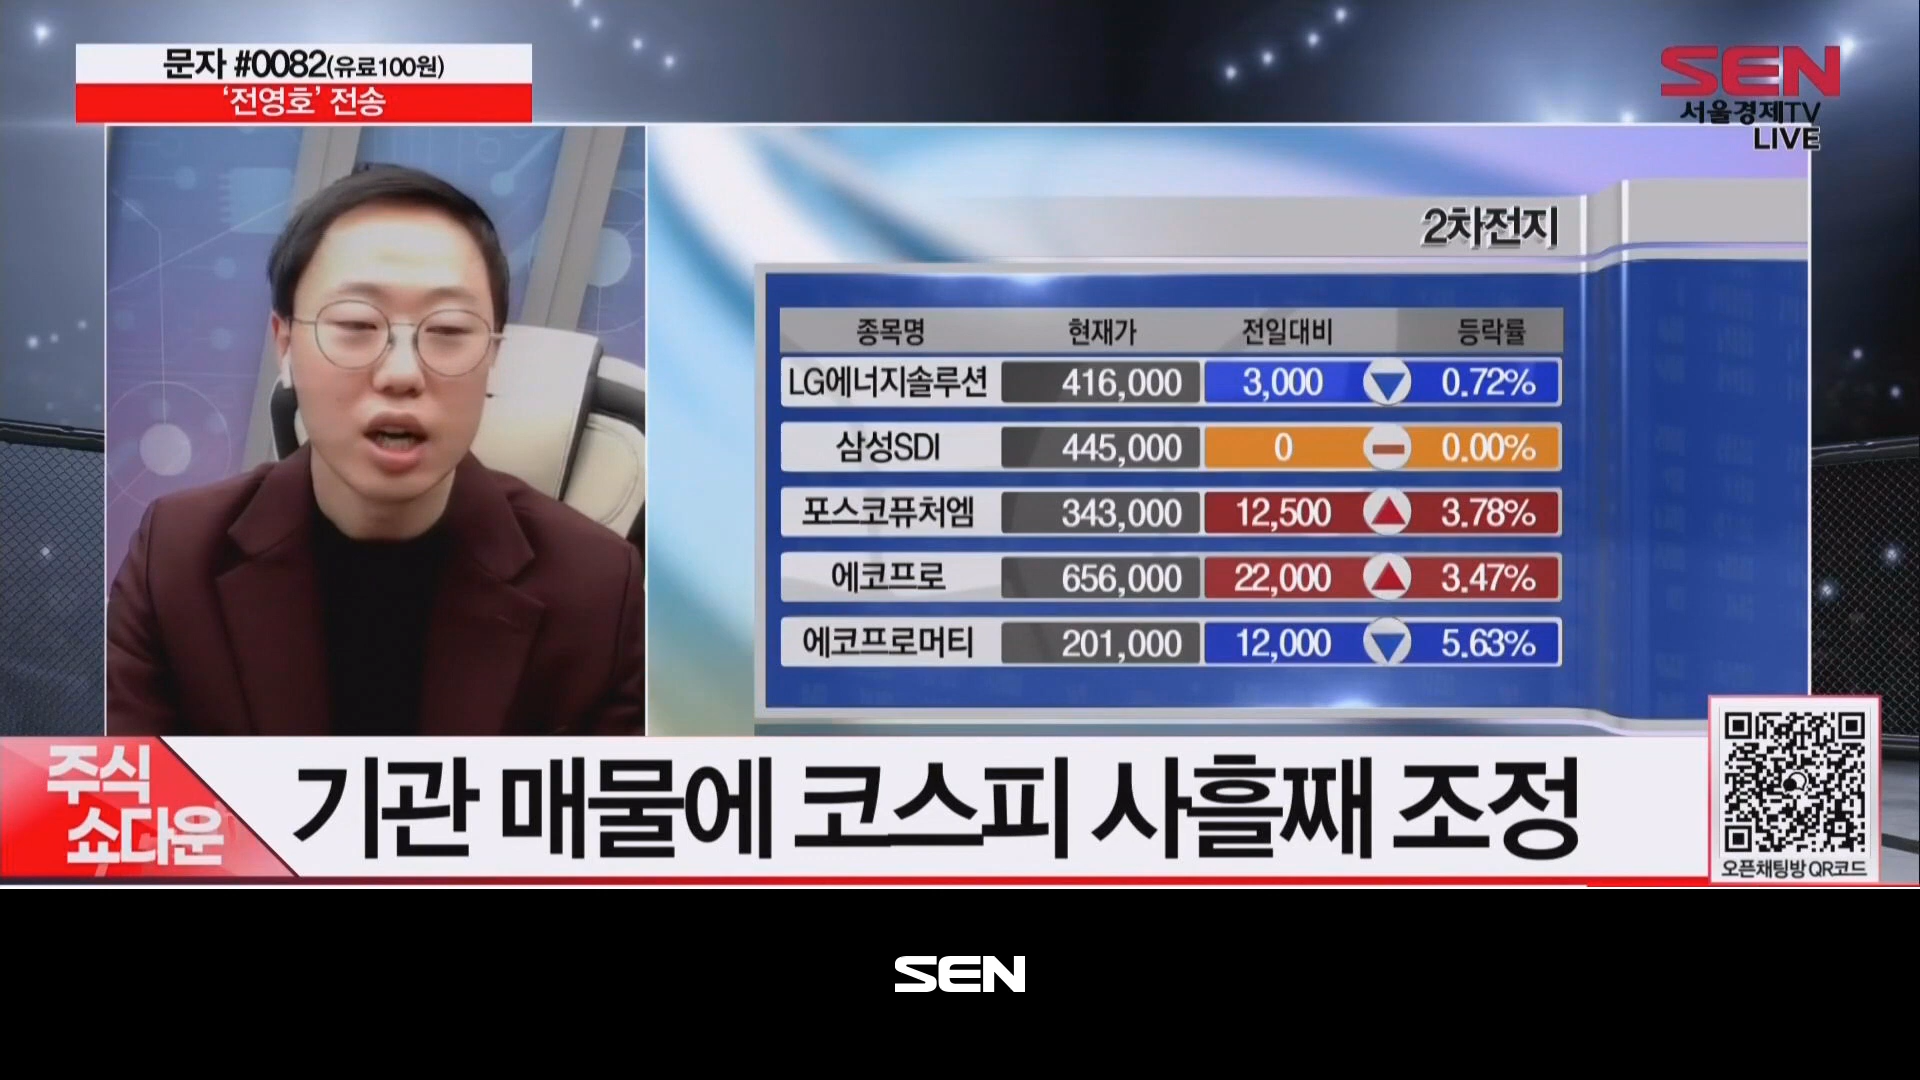 문자 #0082(유료100원)
‘전영호’ 전송
SEN
서울경제TV
LIVE
2차전지
종목명 현재가 전일대비 등락률
LG에너지솔루션 416,000 3,000 0.72%
삼성SDI 445,000 0 0.00%
포스코퓨처엠 343,000 12,500 3.78%
에코프로 656,000 22,000 3.47%
에코프로머티 201,000 12,000 5.63%
주식
쇼다운
기관 매물에 코스피 사흘째 조정
오픈채팅방 QR코드
SEN